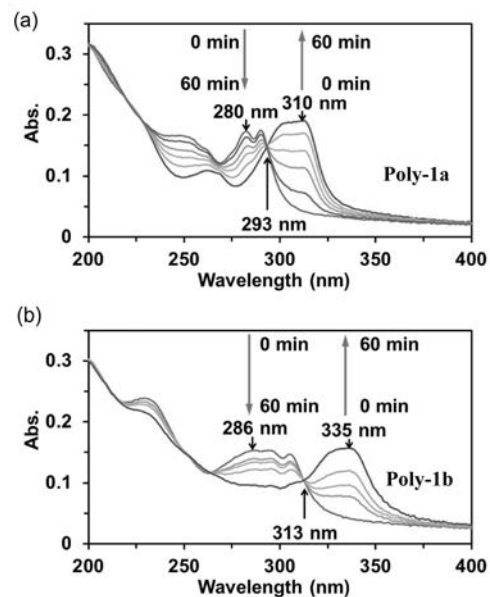 (a)
0.3
0.2
0.1
0
Abs.
0 min
60 min
60 min
0 min
280 nm
310 nm
293 nm
Poly-1a
200
250
300
350
400
Wavelength (nm)
(b)
0.3
0.2
0.1
0
Abs.
0 min
60 min
60 min
0 min
286 nm
335 nm
313 nm
Poly-1b
200
250
300
350
400
Wavelength (nm)